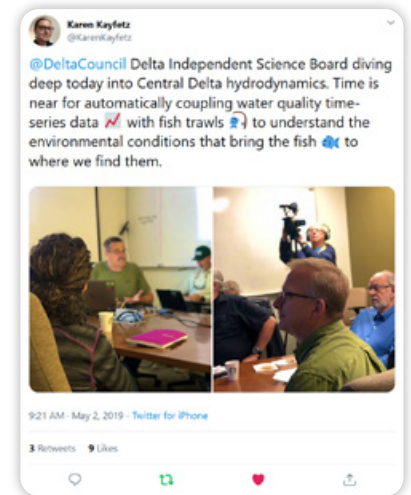 Karen Kayfetz
@KarenKayfetz
@DeltaCouncil Delta Independent Science Board diving
deep today into Central Delta hydrodynamics. Time is
near for automatically coupling water quality time-
series data 📈 with fish trawls 🎣 to understand the
environmental conditions that bring the fish 🐟 to
where we find them.
9:21 AM · May 2, 2019 · Twitter for iPhone
3 Retweets 9 Likes